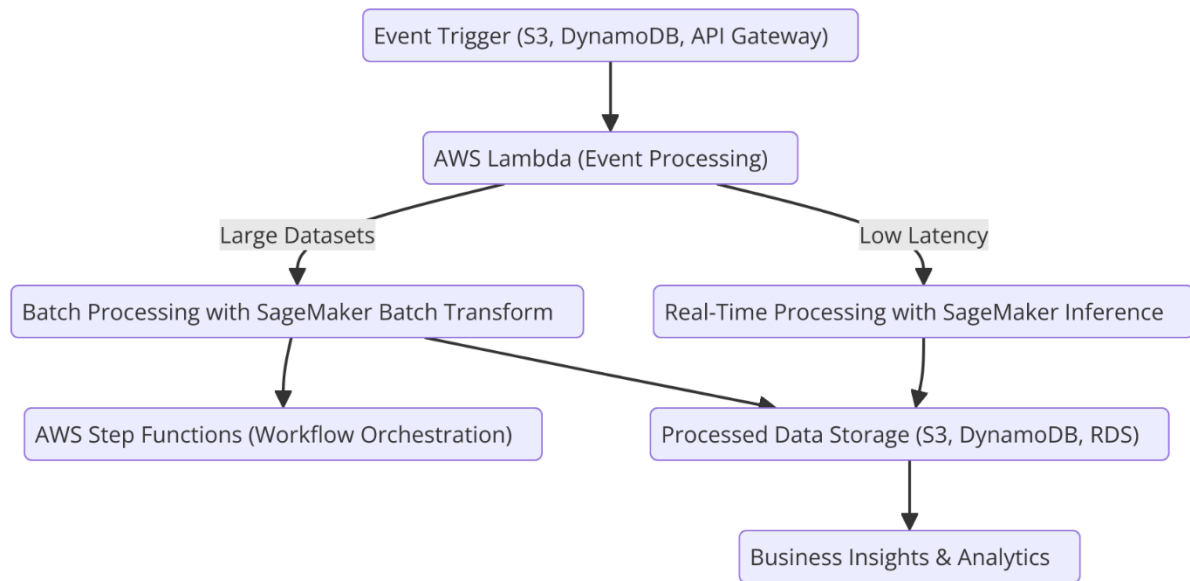 Event Trigger (S3, DynamoDB, API Gateway)
AWS Lambda (Event Processing)
Large Datasets
Low Latency
Batch Processing with SageMaker Batch Transform
Real-Time Processing with SageMaker Inference
AWS Step Functions (Workflow Orchestration)
Processed Data Storage (S3, DynamoDB, RDS)
Business Insights & Analytics